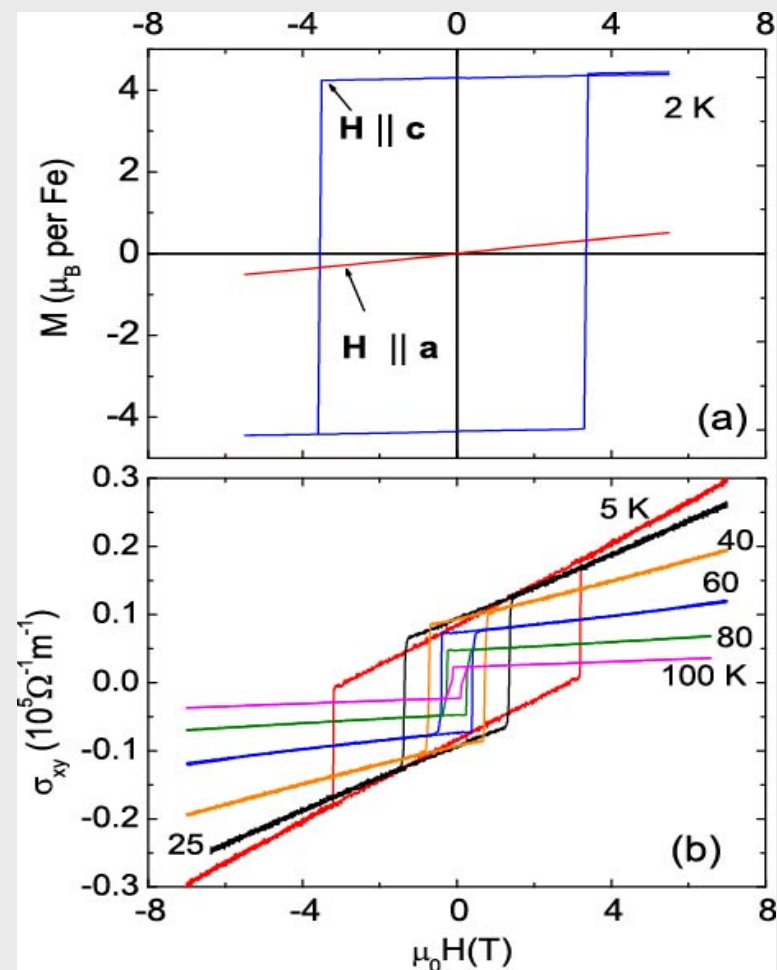 -8 -4 0 4 8
4
2
0
-2
-4
M (μB per Fe)
H || c
2 K
H || a
(a)
0.3
0.2
0.1
0.0
-0.1
-0.2
-0.3
σxy (10⁵Ω⁻¹m⁻¹)
5 K
40
60
80
100 K
25
(b)
-8 -4 0 4 8
μ₀H(T)